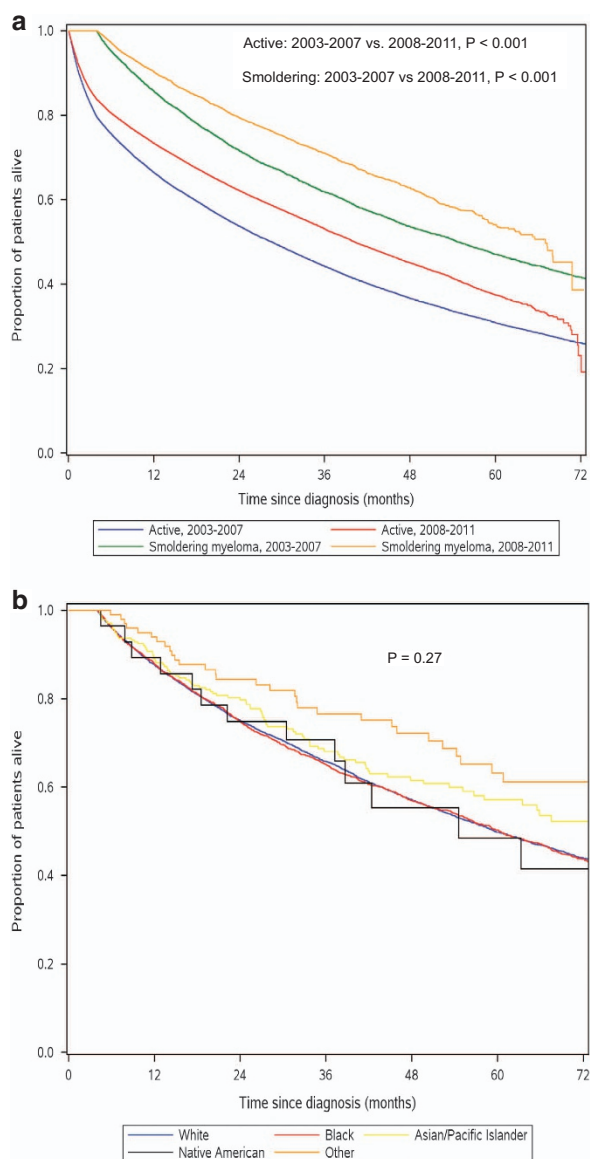 a
Active: 2003-2007 vs. 2008-2011, P < 0.001
Smoldering: 2003-2007 vs 2008-2011, P < 0.001
Proportion of patients alive
1.0
0.8
0.6
0.4
0.2
0.0
0 12 24 36 48 60 72
Time since diagnosis (months)
Active, 2003-2007 Active, 2008-2011
Smoldering myeloma, 2003-2007 Smoldering myeloma, 2008-2011
b
P = 0.27
Proportion of patients alive
1.0
0.8
0.6
0.4
0.2
0.0
0 12 24 36 48 60 72
Time since diagnosis (months)
White Black Asian/Pacific Islander
Native American Other